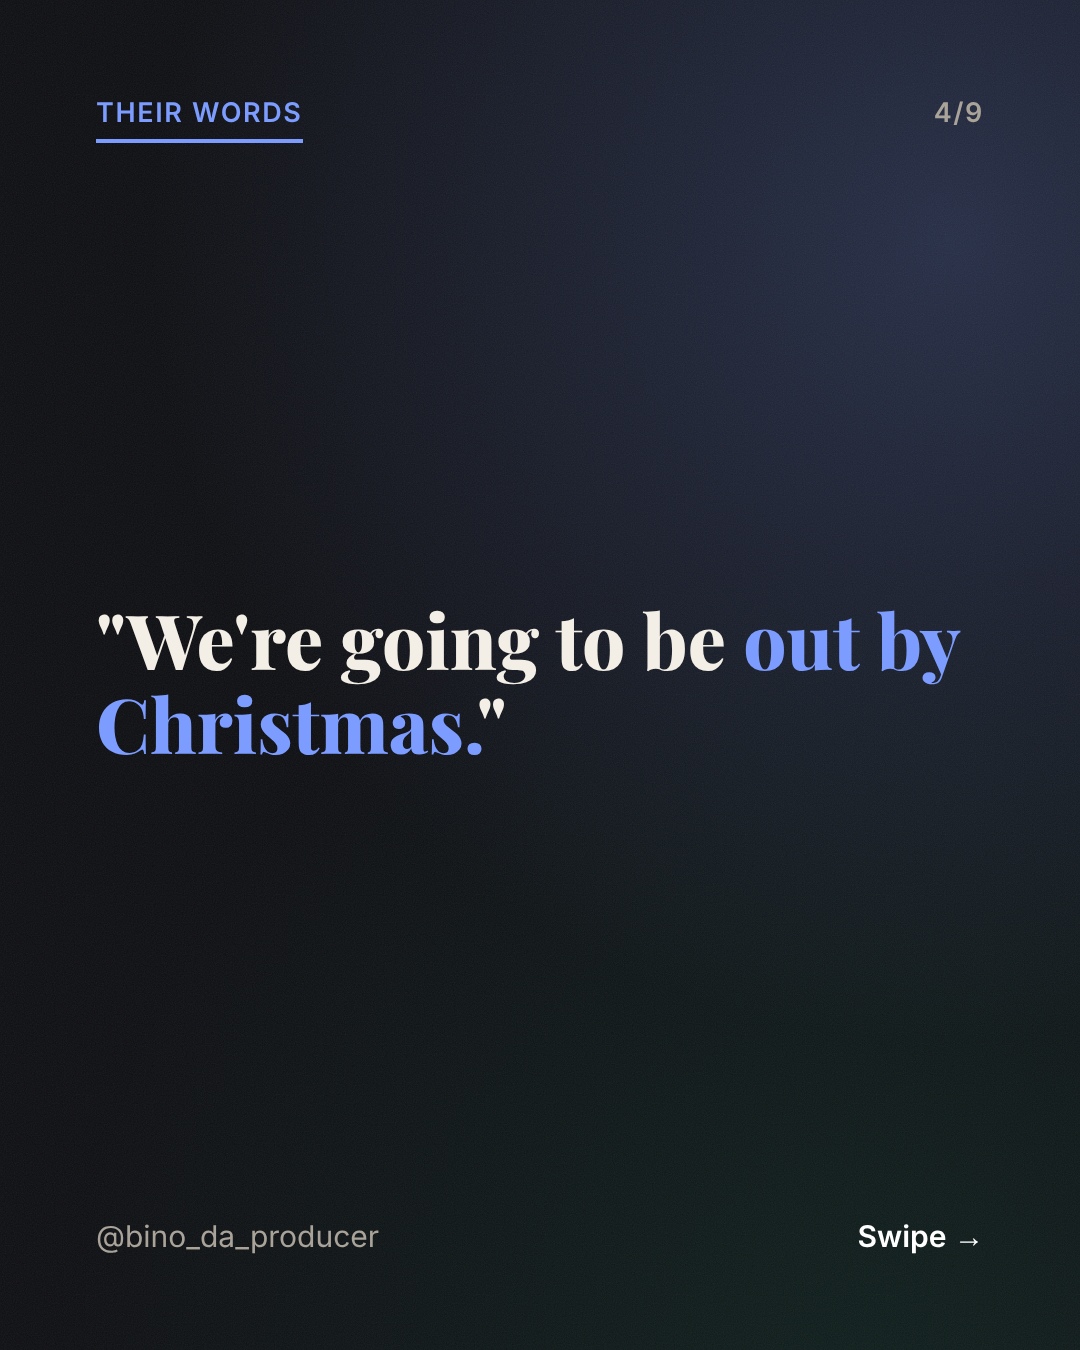 THEIR WORDS
4/9
"We're going to be out by
Christmas."
@bino_da_producer
Swipe →